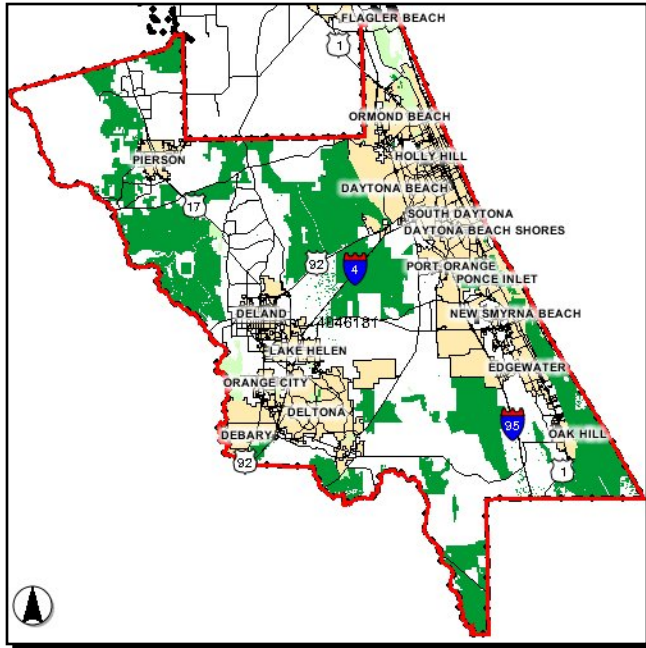 FLAGLER BEACH
1
ORMOND BEACH
HOLLY HILL
PIERSON
DAYTONA BEACH
17
SOUTH DAYTONA
DAYTONA BEACH SHORES
92
4
PORT ORANGE
PONCE INLET
DELAND
4046181
NEW SMYRNA BEACH
LAKE HELEN
EDGEWATER
ORANGE CITY
DELTONA
95
DEBARY
OAK HILL
92
1